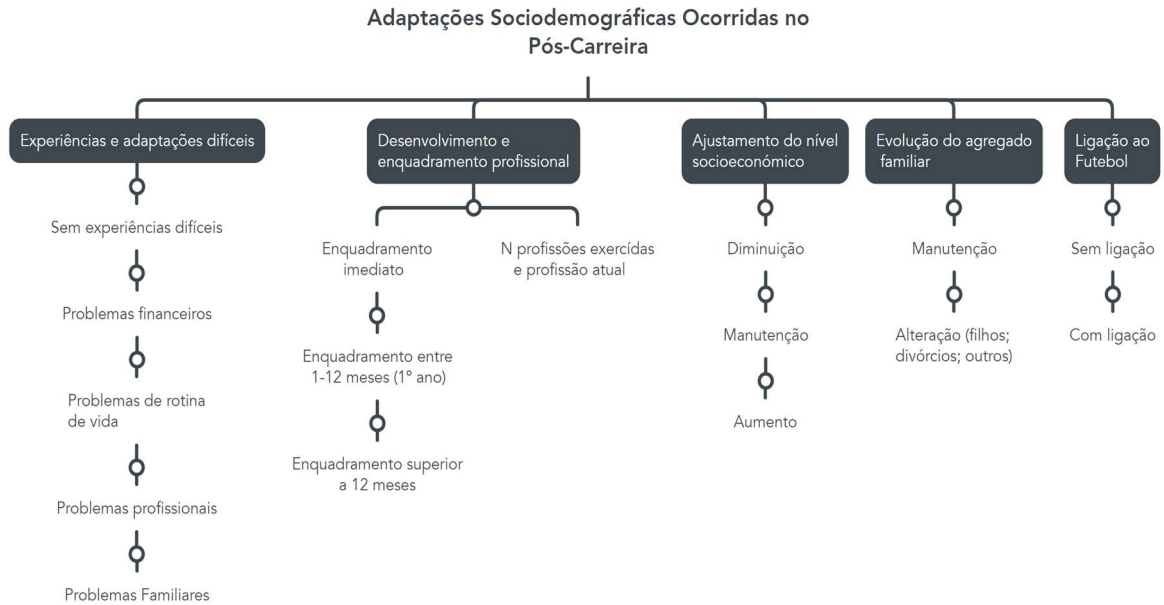 Adaptações Sociodemográficas Ocorridas no
Pós-Carreira
Experiências e adaptações difíceis
Sem experiências difíceis
Problemas financeiros
Problemas de rotina
de vida
Problemas profissionais
Problemas Familiares
Desenvolvimento e
enquadramento profissional
Enquadramento
imediato
Enquadramento entre
1-12 meses (1º ano)
Enquadramento superior
a 12 meses
N profissões exercídas
e profissão atual
Ajustamento do nível
socioeconómico
Diminuição
Manutenção
Aumento
Evolução do agregado
familiar
Manutenção
Alteração (filhos;
divórcios; outros)
Ligação ao
Futebol
Sem ligação
Com ligação